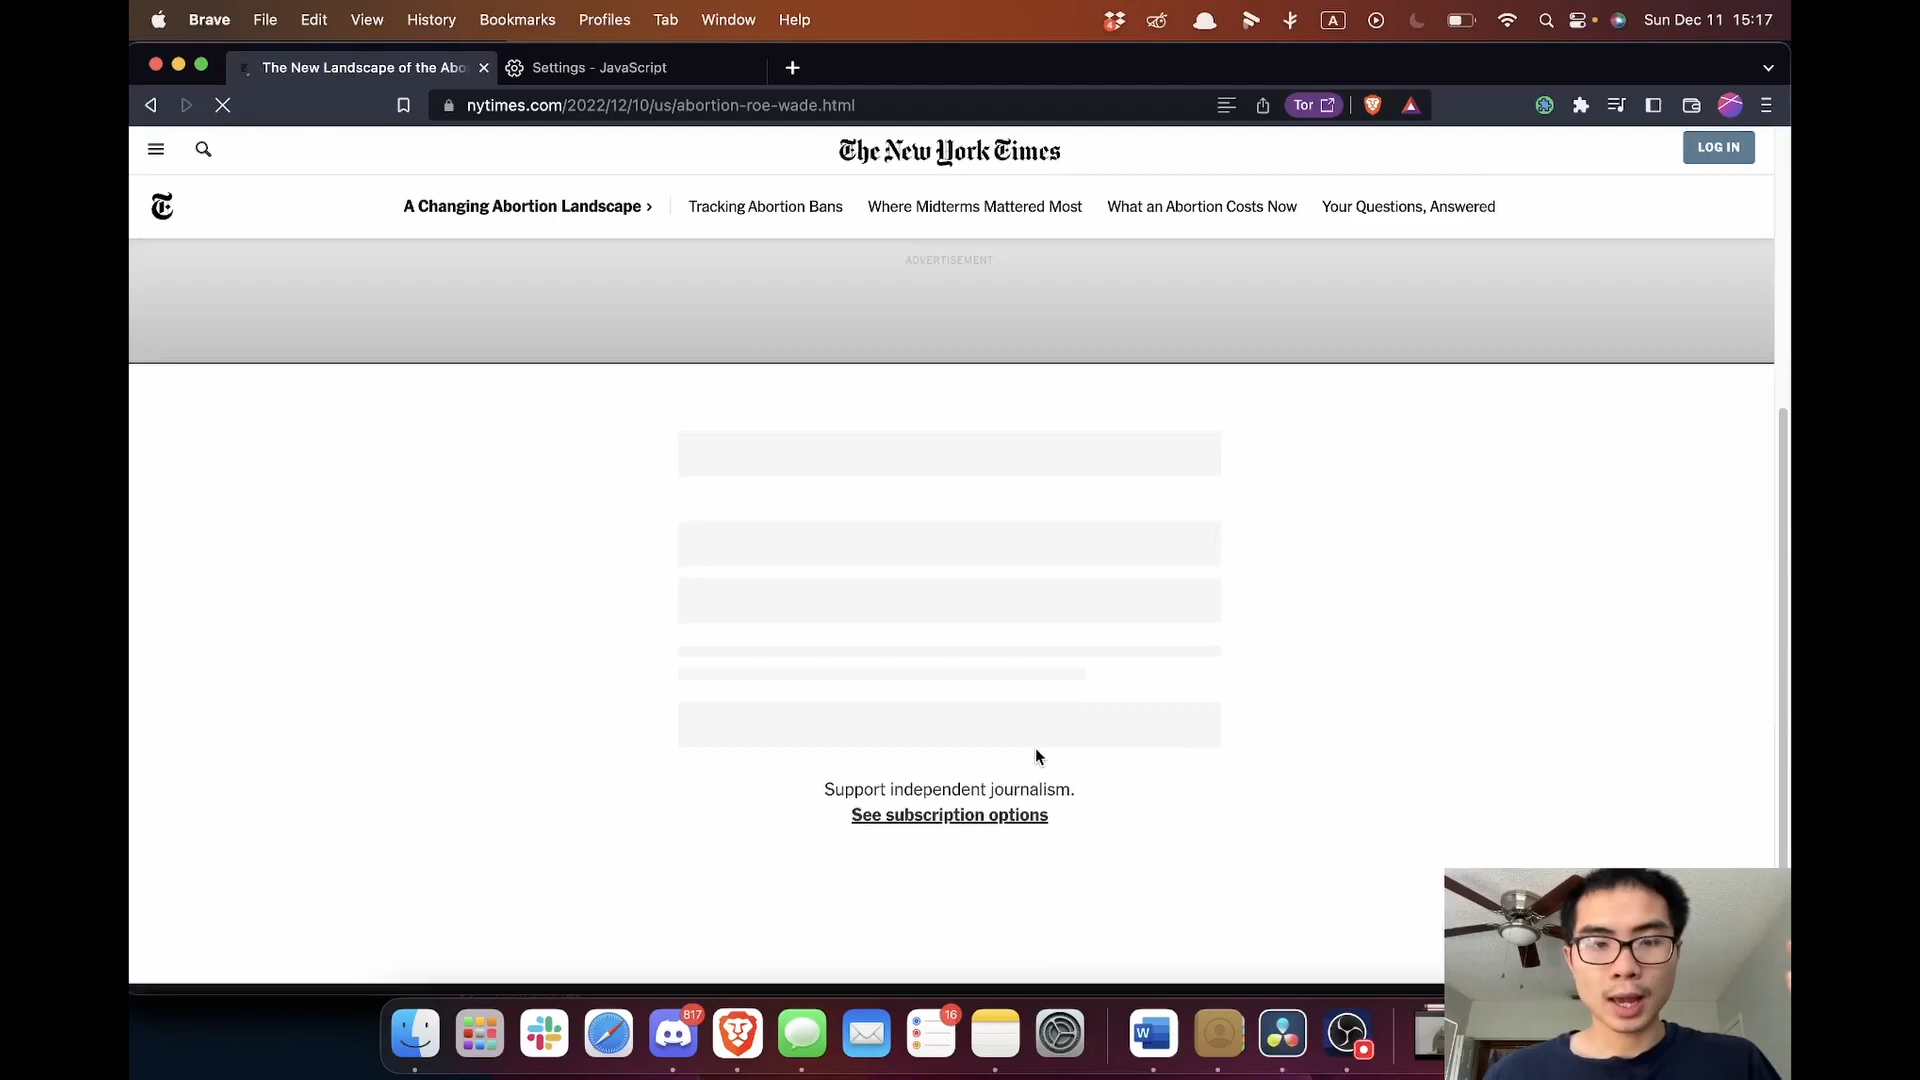 Brave File Edit View History Bookmarks Profiles Tab Window Help 4 A Sun Dec 11 15:17
The New Landscape of the Abo Settings - JavaScript
nytimes.com/2022/12/10/us/abortion-roe-wade.html Tor
The New York Times LOG IN
T A Changing Abortion Landscape › Tracking Abortion Bans Where Midterms Mattered Most What an Abortion Costs Now Your Questions, Answered
ADVERTISEMENT
Support independent journalism.
See subscription options
817 16
W